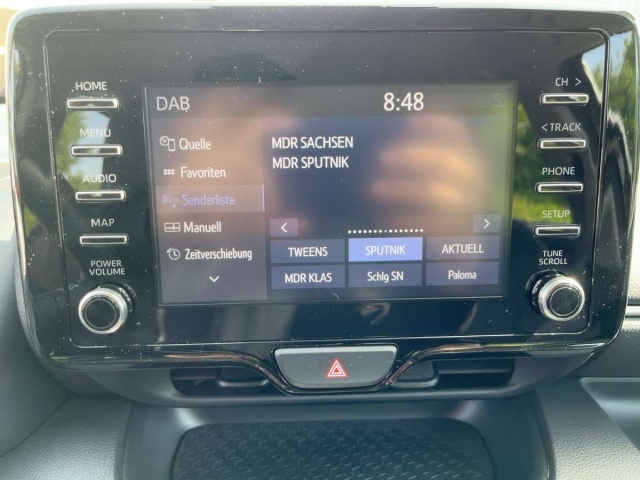 HOME
MENU
AUDIO
MAP
POWER
VOLUME
DAB 8:48
Quelle
Favoriten
Senderliste
Manuell
Zeitverschiebung
MDR SACHSEN
MDR SPUTNIK
< >
TWEENS SPUTNIK AKTUELL
MDR KLAS Schlg SN Paloma
CH >
< TRACK
PHONE
SETUP
TUNE
SCROLL